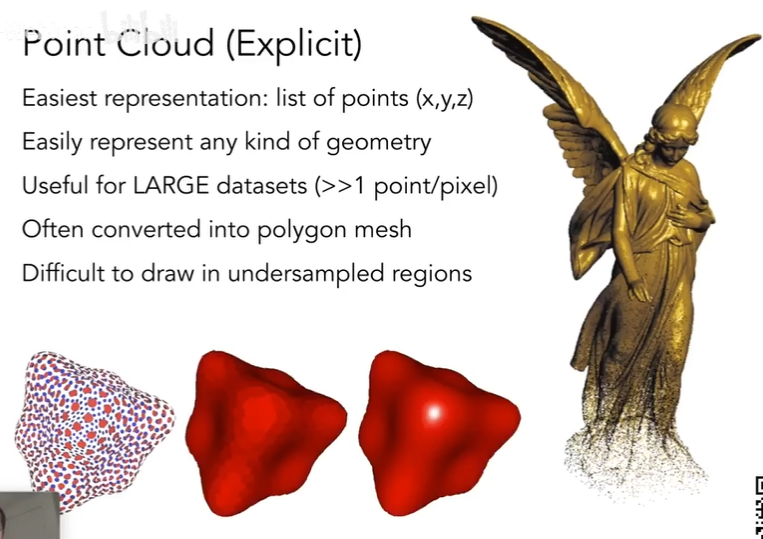 Point Cloud (Explicit)
Easiest representation: list of points (x,y,z)
Easily represent any kind of geometry
Useful for LARGE datasets (>>1 point/pixel)
Often converted into polygon mesh
Difficult to draw in undersampled regions